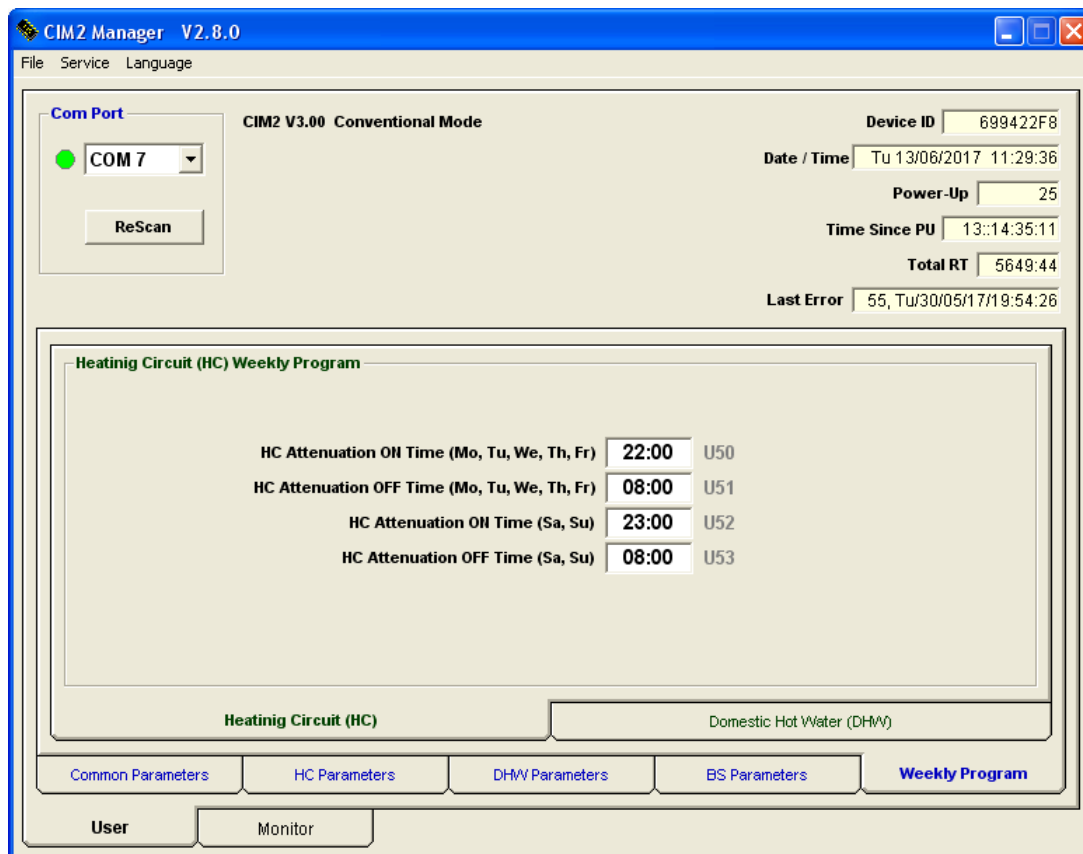 CIM2 Manager V2.8.0
File Service Language
Com Port
COM 7
ReScan
CIM2 V3.00 Conventional Mode
Device ID 699422F8
Date / Time Tu 13/06/2017 11:29:36
Power-Up 25
Time Since PU 13::14:35:11
Total RT 5649:44
Last Error 55, Tu/30/05/17/19:54:26
Heatinig Circuit (HC) Weekly Program
HC Attenuation ON Time (Mo, Tu, We, Th, Fr) 22:00 U50
HC Attenuation OFF Time (Mo, Tu, We, Th, Fr) 08:00 U51
HC Attenuation ON Time (Sa, Su) 23:00 U52
HC Attenuation OFF Time (Sa, Su) 08:00 U53
Heatinig Circuit (HC) Domestic Hot Water (DHW)
Common Parameters HC Parameters DHW Parameters BS Parameters Weekly Program
User Monitor